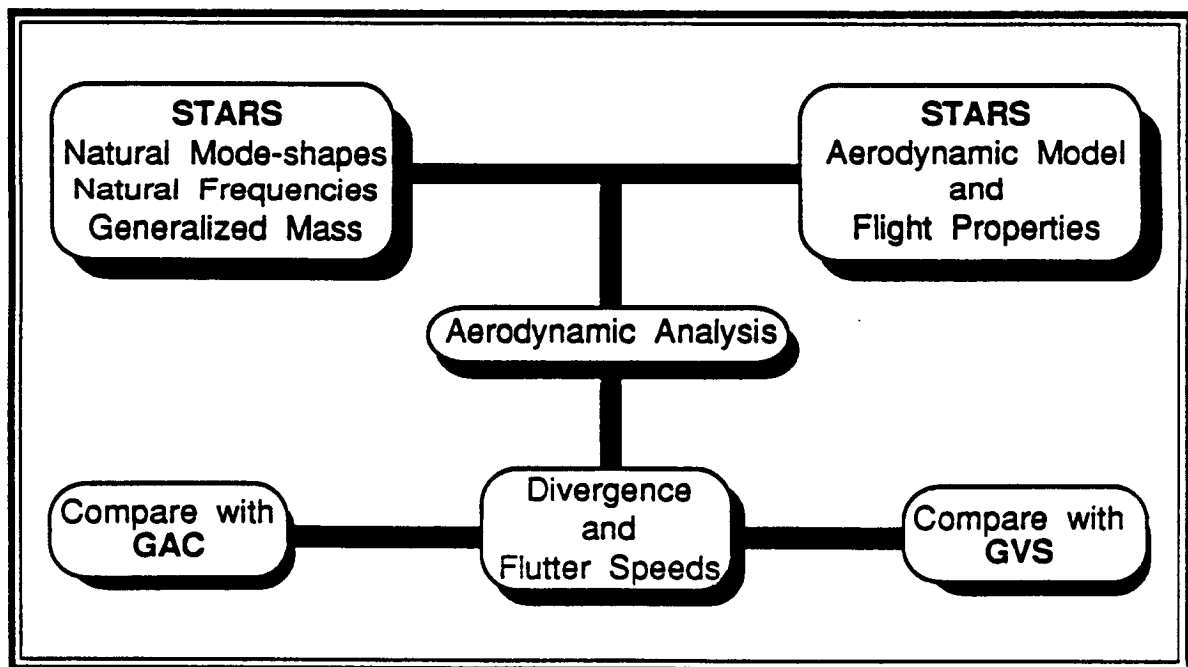 STARS
Natural Mode-shapes
Natural Frequencies
Generalized Mass
STARS
Aerodynamic Model
and
Flight Properties
Aerodynamic Analysis
Compare with
GAC
Divergence
and
Flutter Speeds
Compare with
GVS